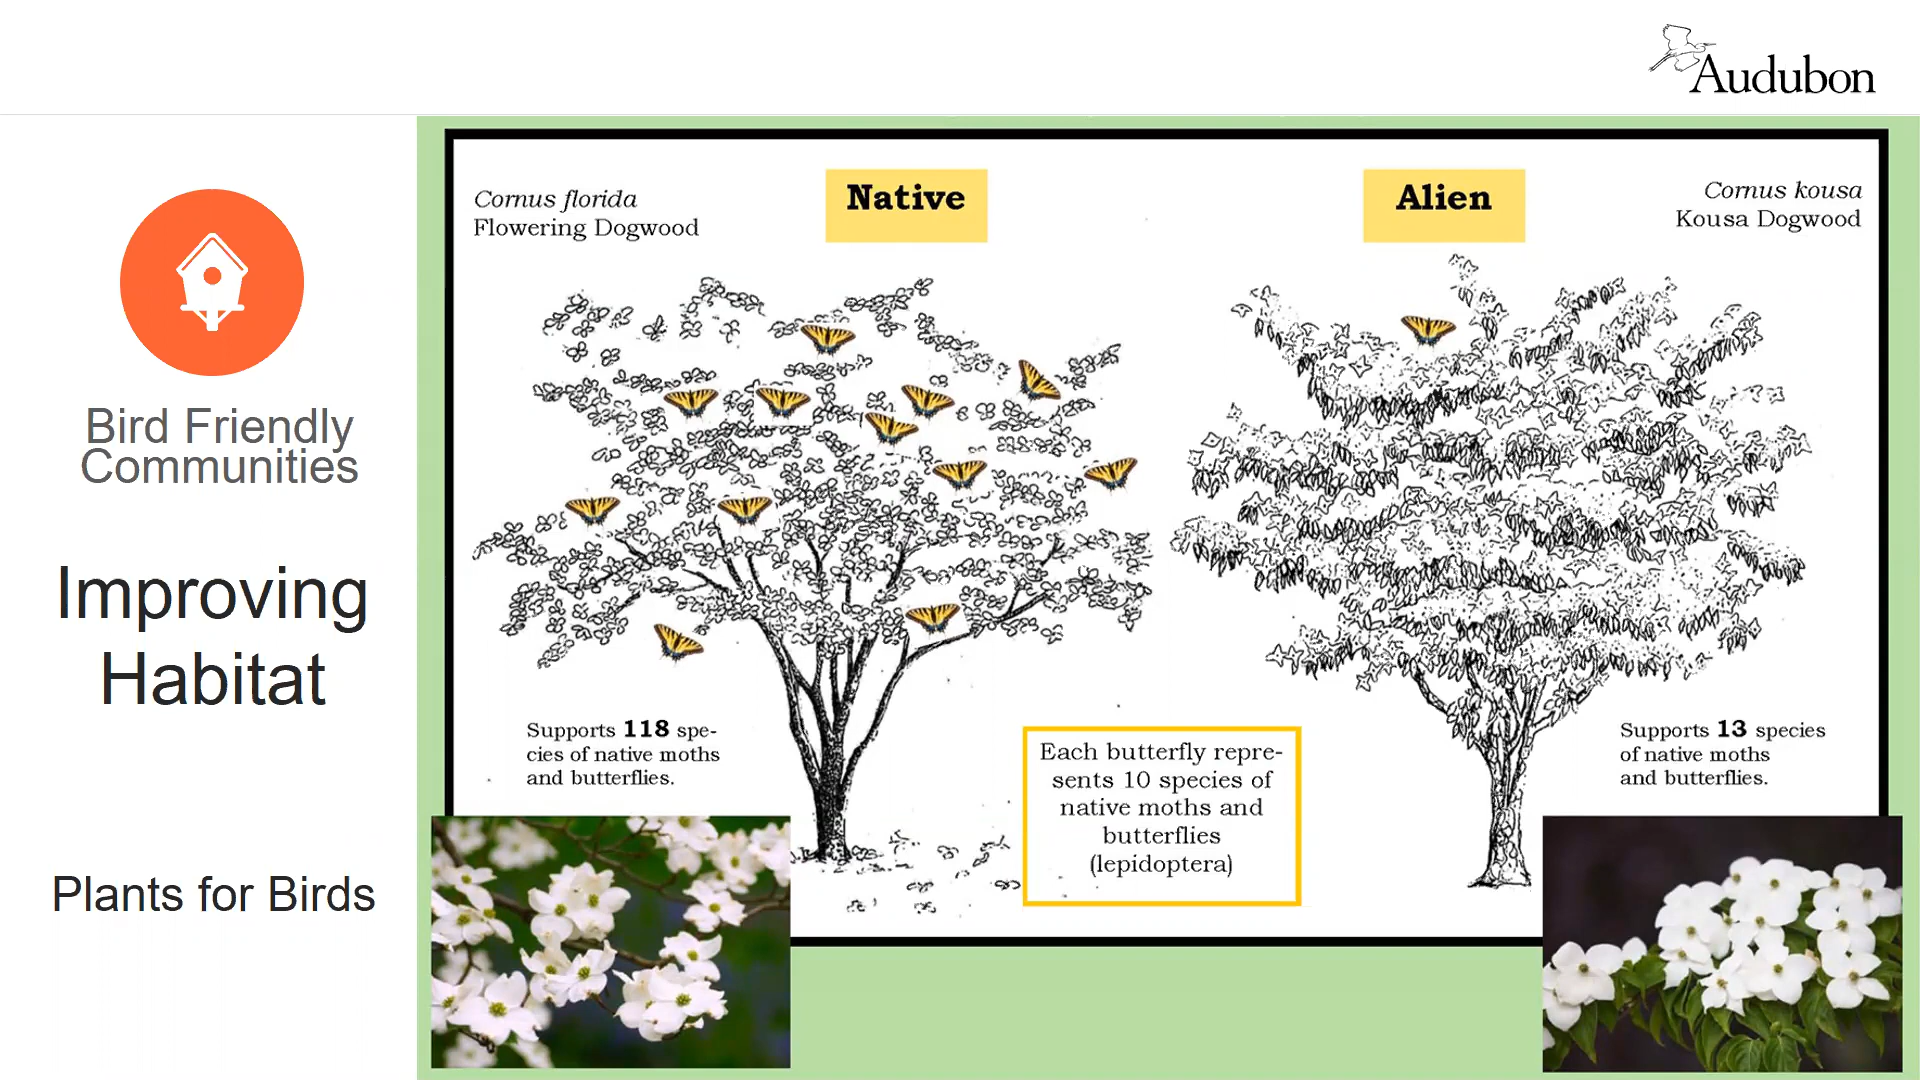 Audubon
Bird Friendly
Communities
Improving
Habitat
Plants for Birds
Cornus florida
Flowering Dogwood
Native
Alien
Cornus kousa
Kousa Dogwood
Supports 118 spe-
cies of native moths
and butterflies.
Each butterfly repre-
sents 10 species of
native moths and
butterflies
(lepidoptera)
Supports 13 species
of native moths
and butterflies.